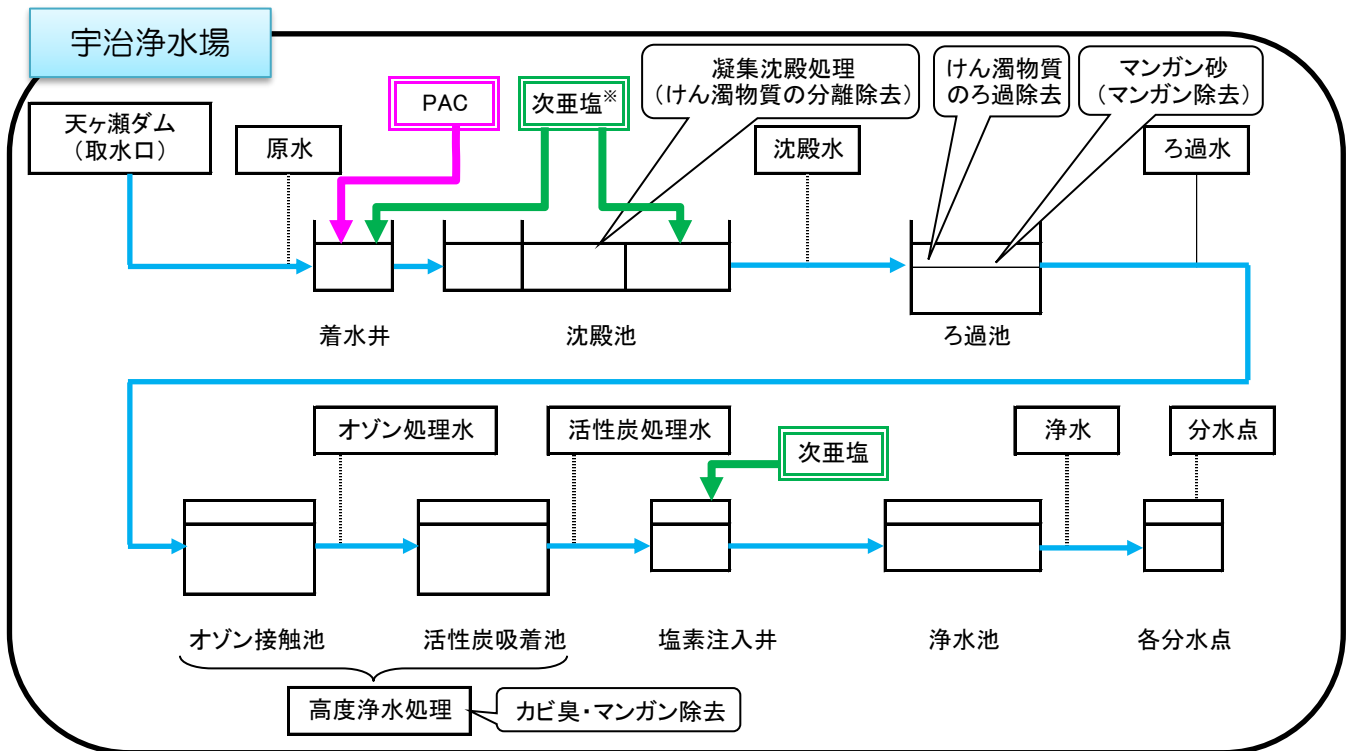 宇治浄水場
PAC
次亜塩※
凝集沈殿処理
(けん濁物質の分離除去)
けん濁物質
のろ過除去
マンガン砂
(マンガン除去)
天ヶ瀬ダム
(取水口)
原水
沈殿水
ろ過水
着水井
沈殿池
ろ過池
オゾン処理水
活性炭処理水
次亜塩
浄水
分水点
オゾン接触池
活性炭吸着池
塩素注入井
浄水池
各分水点
高度浄水処理
カビ臭・マンガン除去